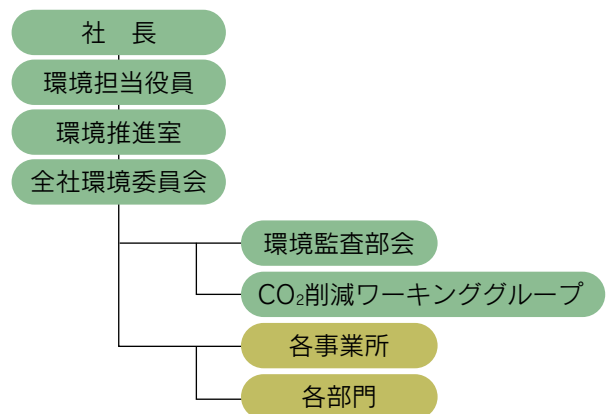 社　長
環境担当役員
環境推進室
全社環境委員会
環境監査部会
CO₂削減ワーキンググループ
各事業所
各部門